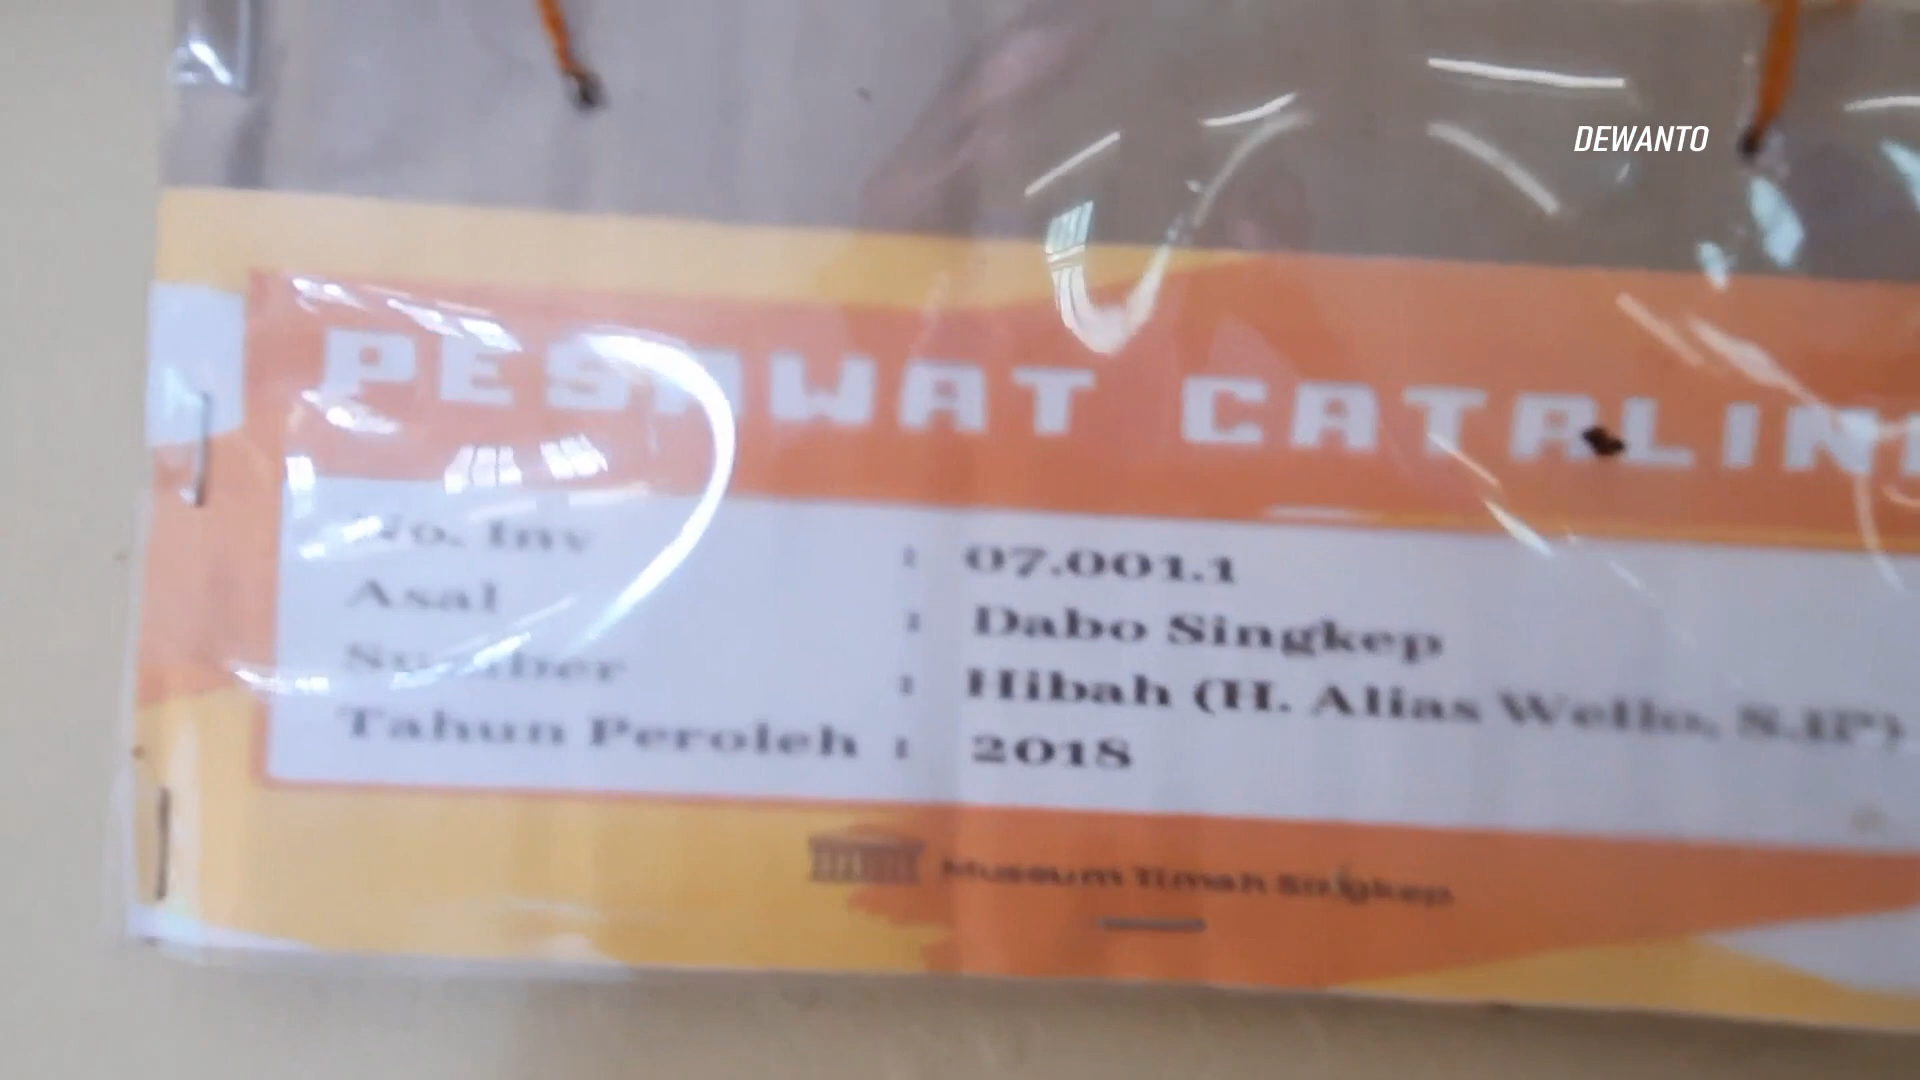 DEWANTO
PESAWAT CATALIN
No. Inv : 07.001.1
Asal : Dabo Singkep
Sumber : Hibah (H. Alias Wello, S.IP)
Tahun Peroleh : 2018
Museum Timah Singkep